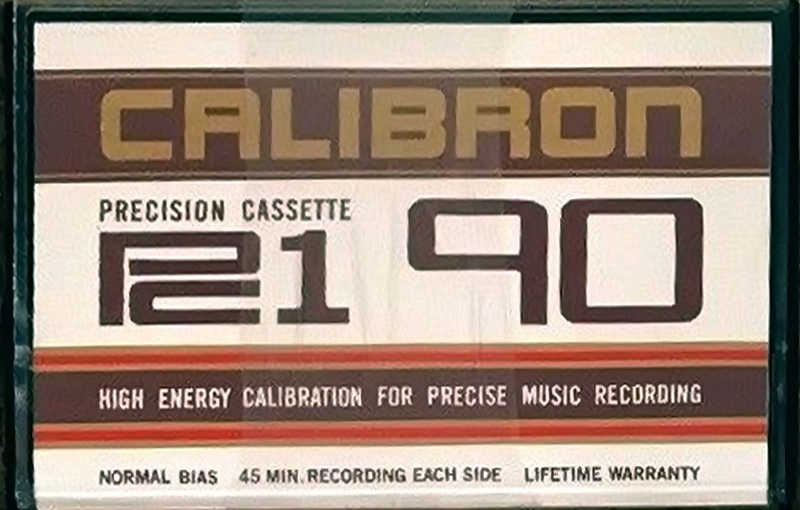 CALIBRON
PRECISION CASSETTE
PC1 90
HIGH ENERGY CALIBRATION FOR PRECISE MUSIC RECORDING
NORMAL BIAS 45 MIN. RECORDING EACH SIDE LIFETIME WARRANTY